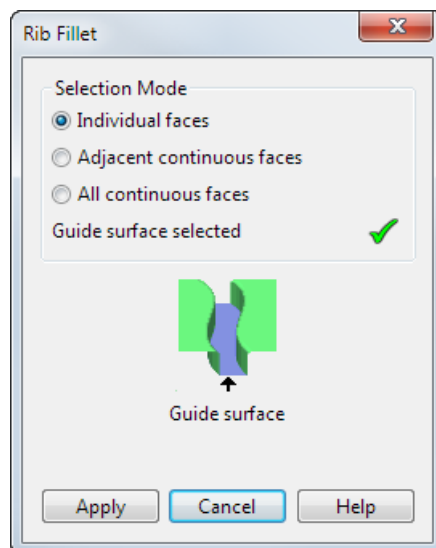 Rib Fillet
Selection Mode
Individual faces
Adjacent continuous faces
All continuous faces
Guide surface selected
Guide surface
Apply Cancel Help